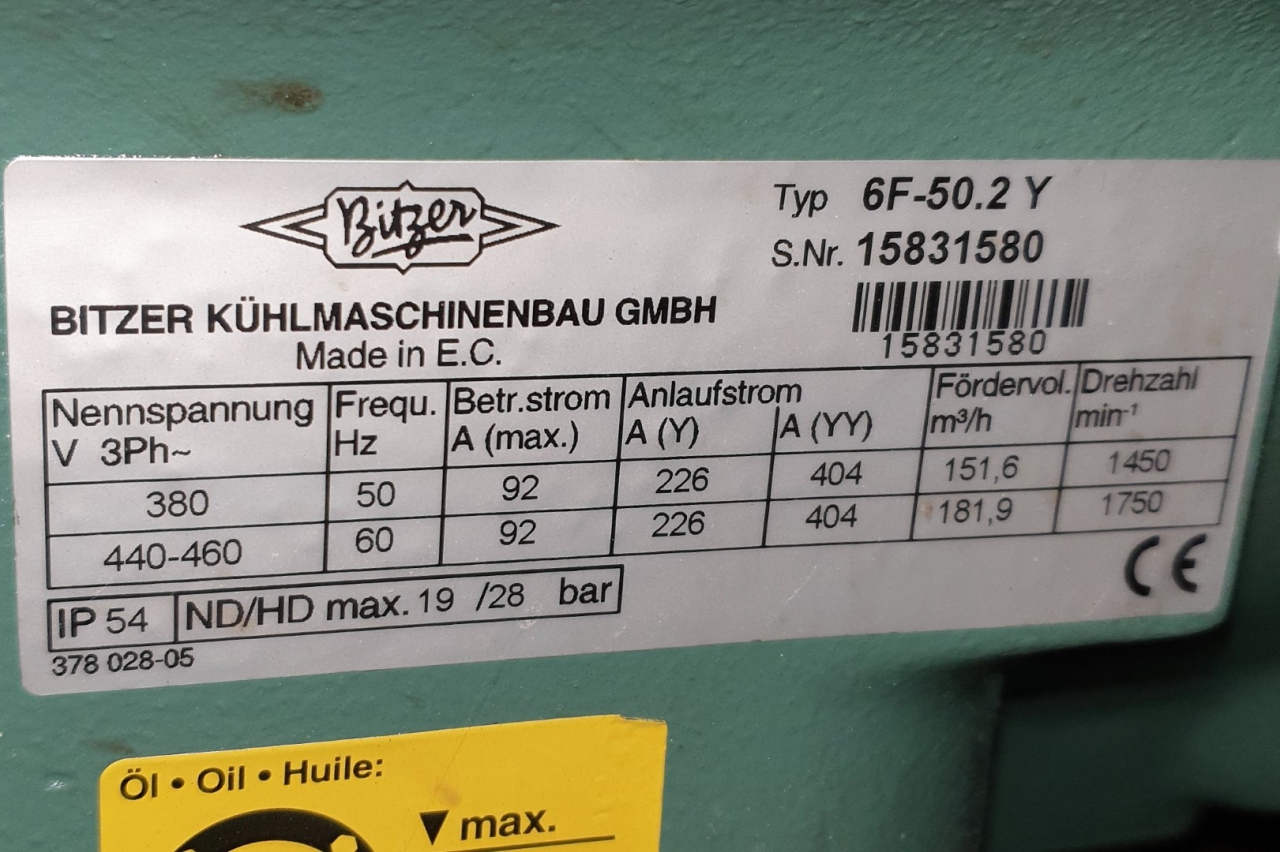 Bitzer
Typ 6F-50.2 Y
S.Nr. 15831580
15831580
BITZER KÜHLMASCHINENBAU GMBH
Made in E.C.
Nennspannung Frequ. Betr.strom Anlaufstrom Fördervol. Drehzahl
V 3Ph~ Hz A (max.) A (Y) A (YY) m³/h min⁻¹
380 50 92 226 404 151,6 1450
440-460 60 92 226 404 181,9 1750
IP 54 ND/HD max. 19 /28 bar
CE
378 028-05
Öl • Oil • Huile:
▼ max.